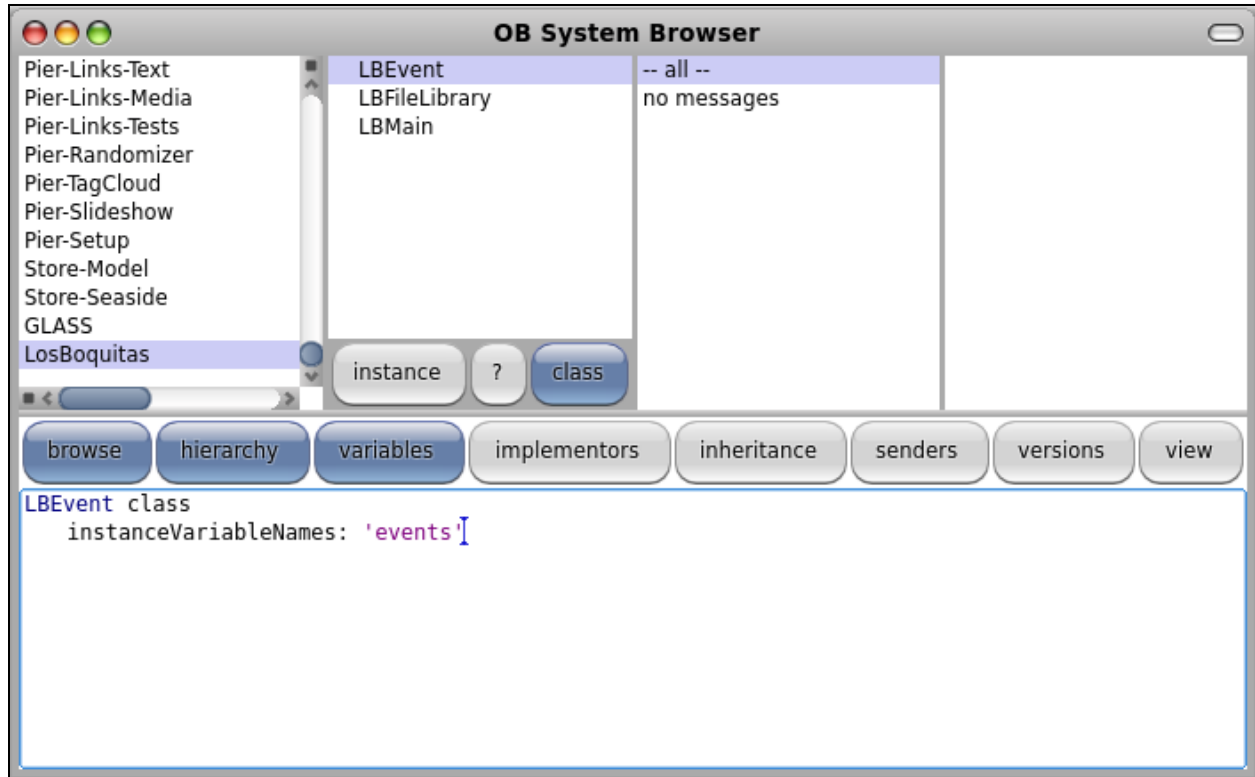 OB System Browser
Pier-Links-Text
Pier-Links-Media
Pier-Links-Tests
Pier-Randomizer
Pier-TagCloud
Pier-Slideshow
Pier-Setup
Store-Model
Store-Seaside
GLASS
LosBoquitas
LBEvent
LBFileLibrary
LBMain
instance ? class
-- all --
no messages
browse hierarchy variables implementors inheritance senders versions view
LBEvent class
instanceVariableNames: 'events'